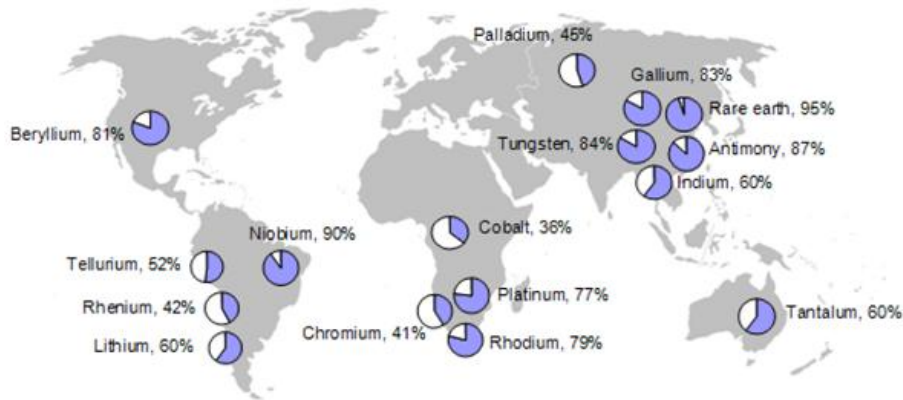 Palladium, 45%
Gallium, 83%
Beryllium, 81%
Rare earth, 95%
Tungsten, 84%
Antimony, 87%
Indium, 60%
Niobium, 90%
Cobalt, 36%
Tellurium, 52%
Rhenium, 42%
Platinum, 77%
Tantalum, 60%
Chromium, 41%
Lithium, 60%
Rhodium, 79%